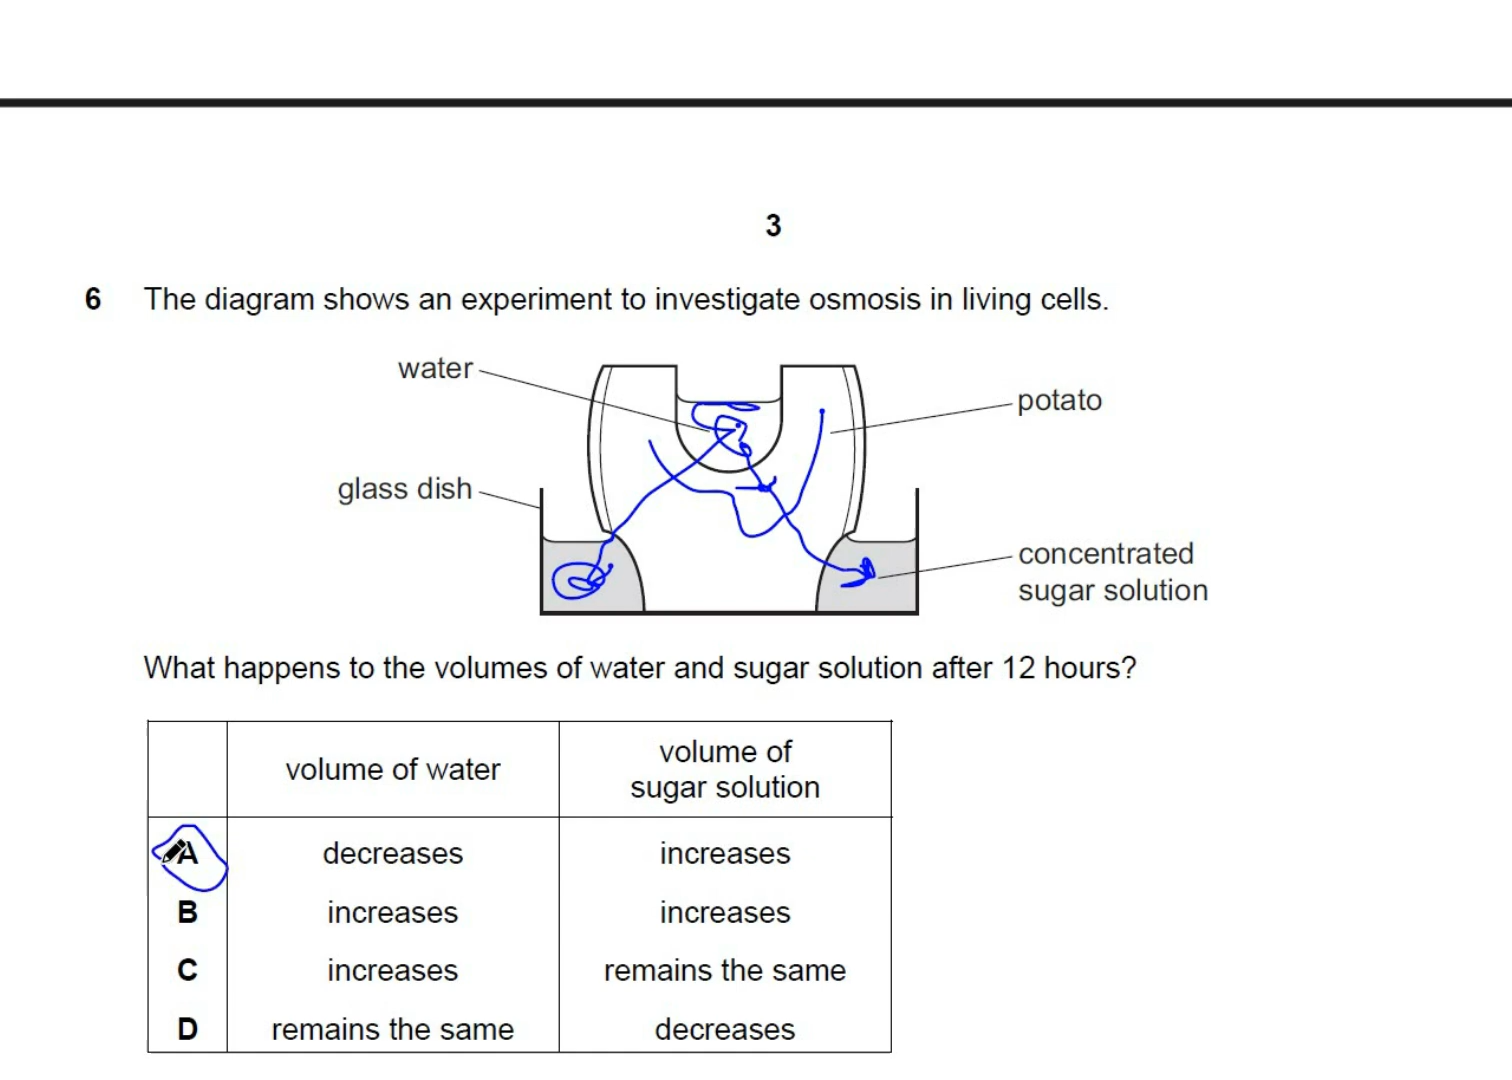 3
6 The diagram shows an experiment to investigate osmosis in living cells.
water
potato
glass dish
concentrated
sugar solution
What happens to the volumes of water and sugar solution after 12 hours?
volume of water
volume of
sugar solution
A decreases increases
B increases increases
C increases remains the same
D remains the same decreases